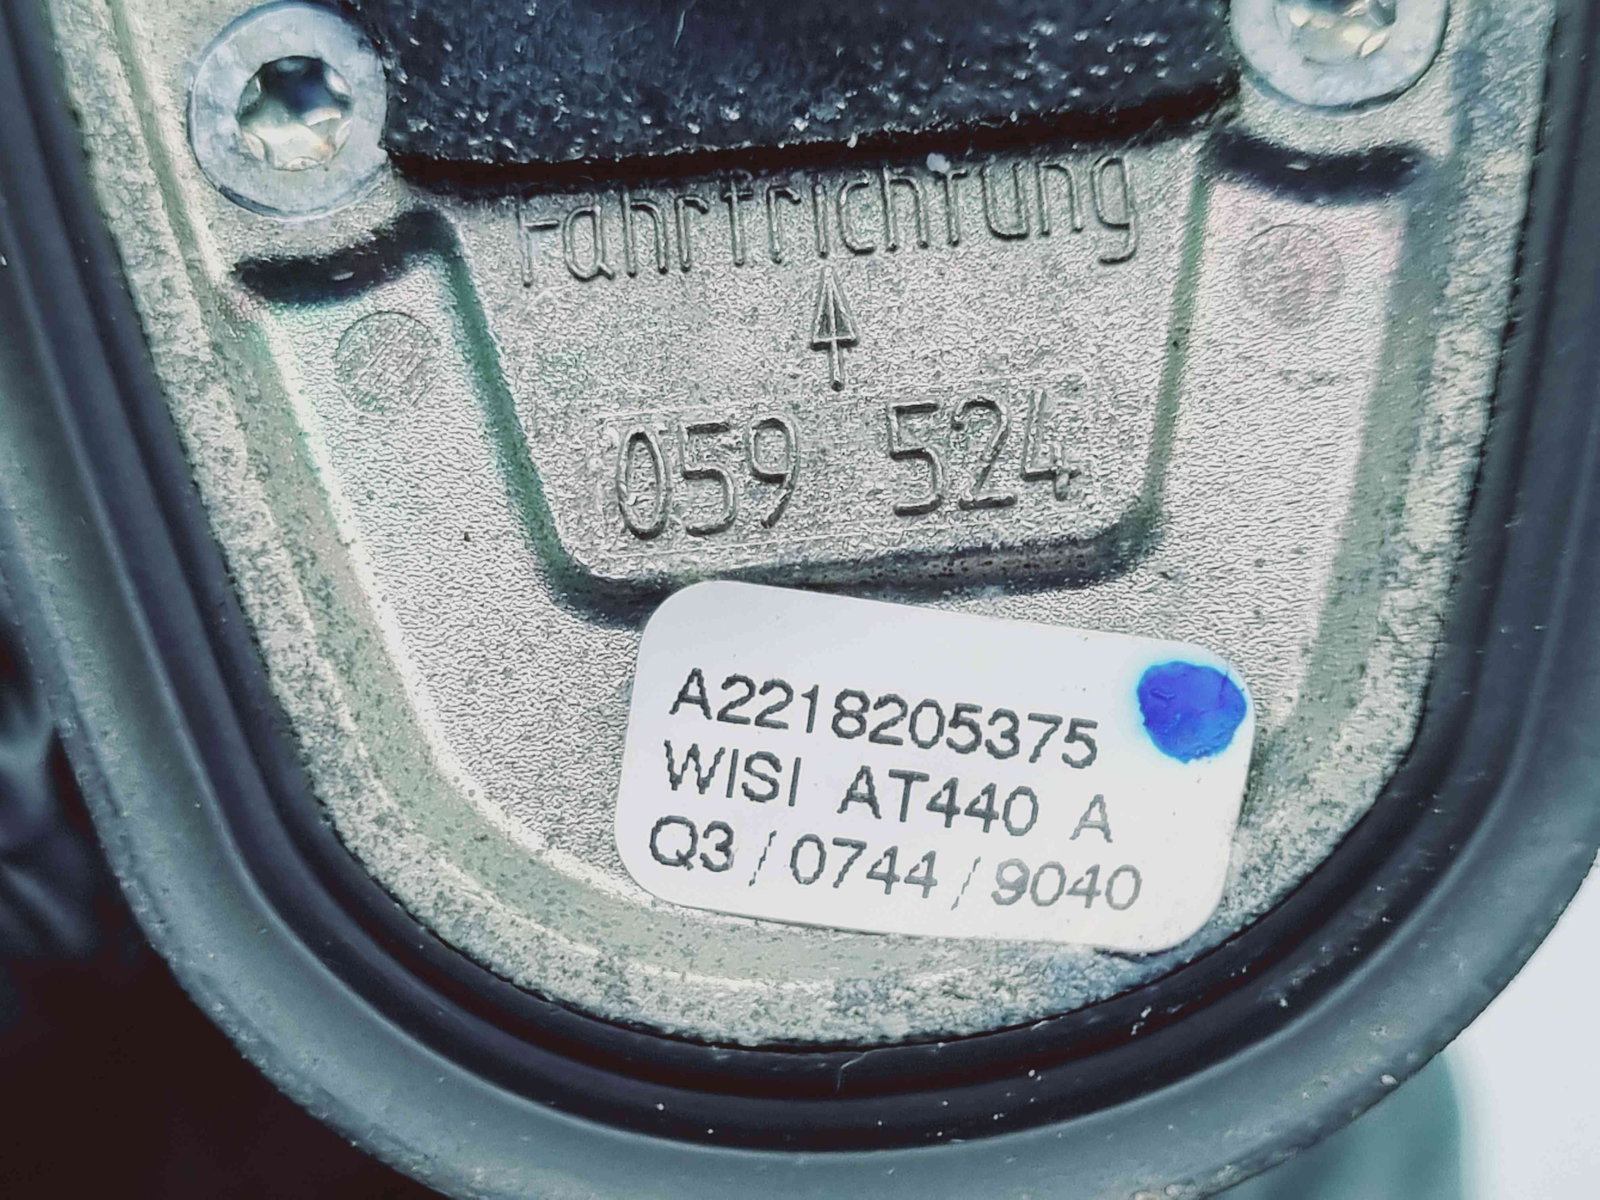 Fahrtrichtung
059 524
A2218205375
WISI AT440 A
Q3/0744/9040